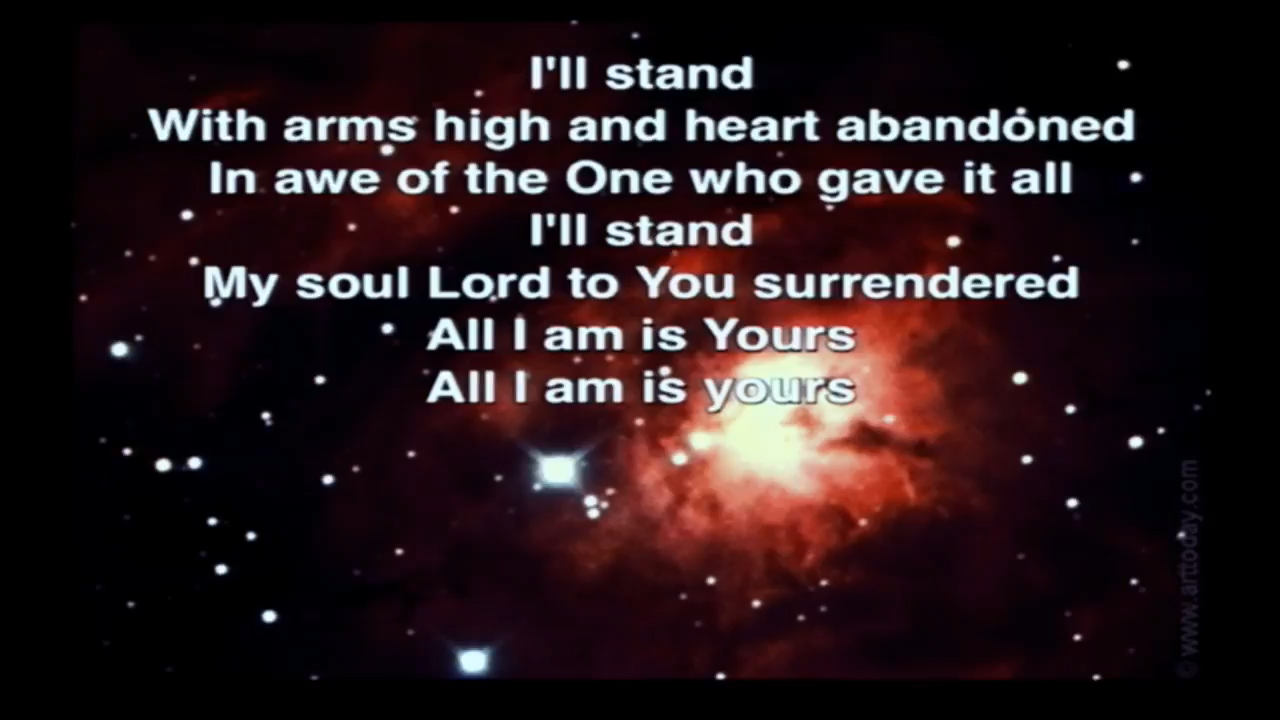 I'll stand
With arms high and heart abandoned
In awe of the One who gave it all
I'll stand
My soul Lord to You surrendered
All I am is Yours
All I am is yours
© www.arttoday.com